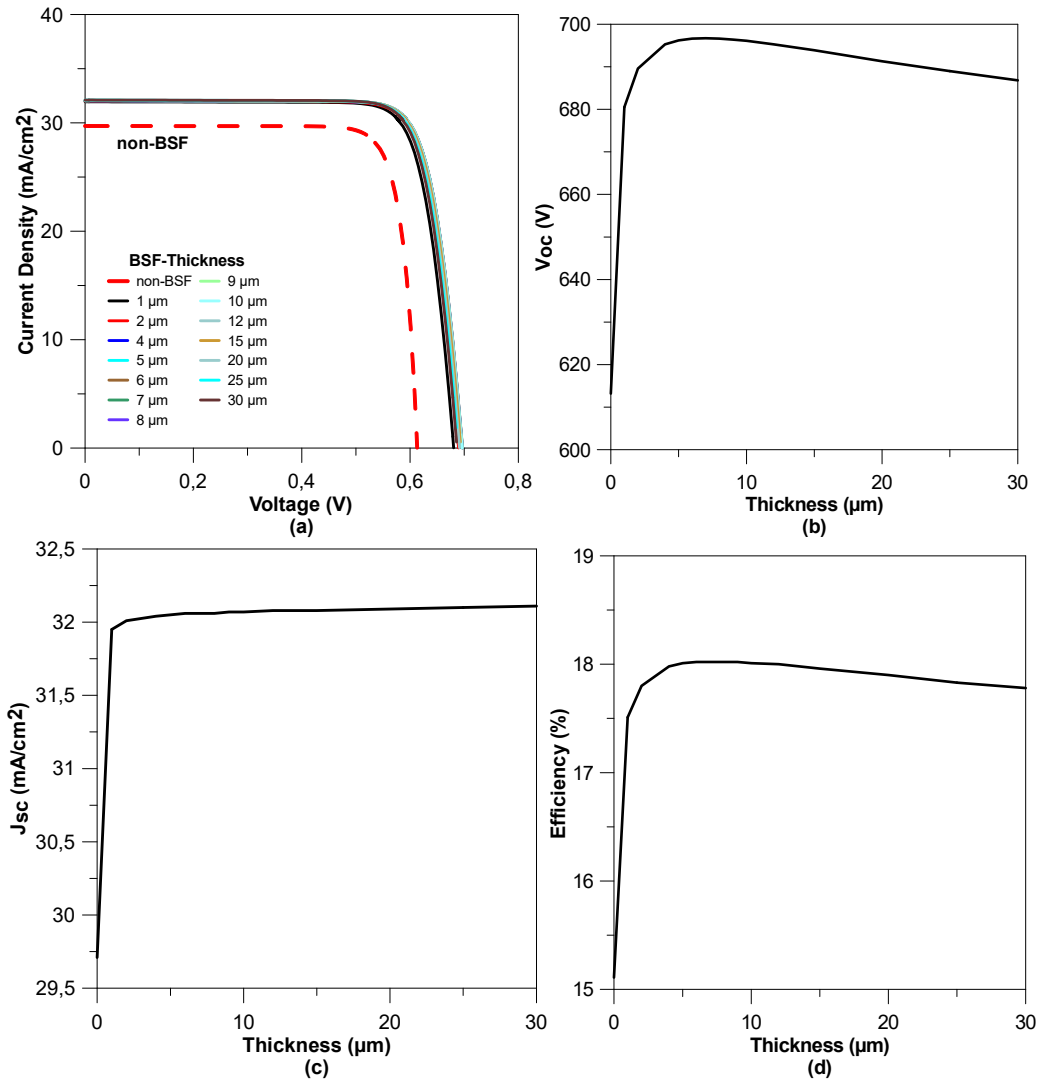 40
30
20
10
0
Current Density (mA/cm2)
non-BSF
BSF-Thickness
non-BSF
1 µm
2 µm
4 µm
5 µm
6 µm
7 µm
8 µm
9 µm
10 µm
12 µm
15 µm
20 µm
25 µm
30 µm
0
0,2
0,4
0,6
0,8
Voltage (V)
(a)
700
680
660
640
620
600
Voc (V)
0
10
20
30
Thickness (µm)
(b)
32,5
32
31,5
31
30,5
30
29,5
Jsc (mA/cm2)
0
10
20
30
Thickness (µm)
(c)
19
18
17
16
15
Efficiency (%)
0
10
20
30
Thickness (µm)
(d)